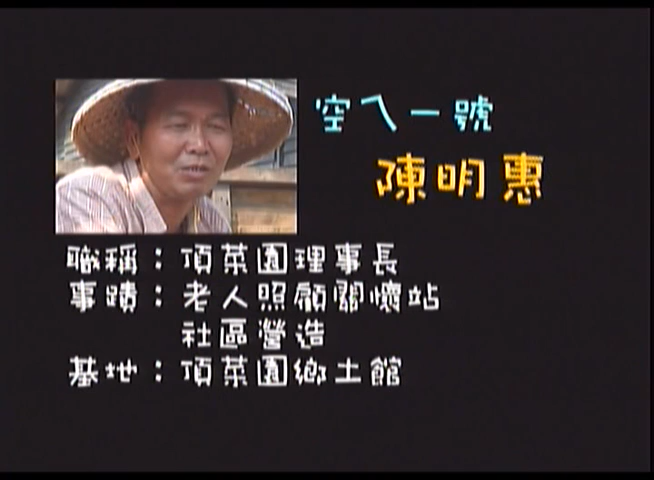 空ㄟ一號
陳明惠
職稱：頂菜園理事長
事蹟：老人照顧關懷站
社區營造
基地：頂菜園鄉土館